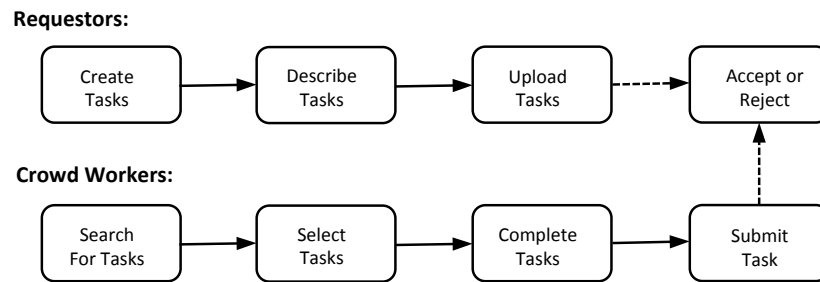 Requestors:
Create
Tasks
Describe
Tasks
Upload
Tasks
Accept or
Reject
Crowd Workers:
Search
For Tasks
Select
Tasks
Complete
Tasks
Submit
Task